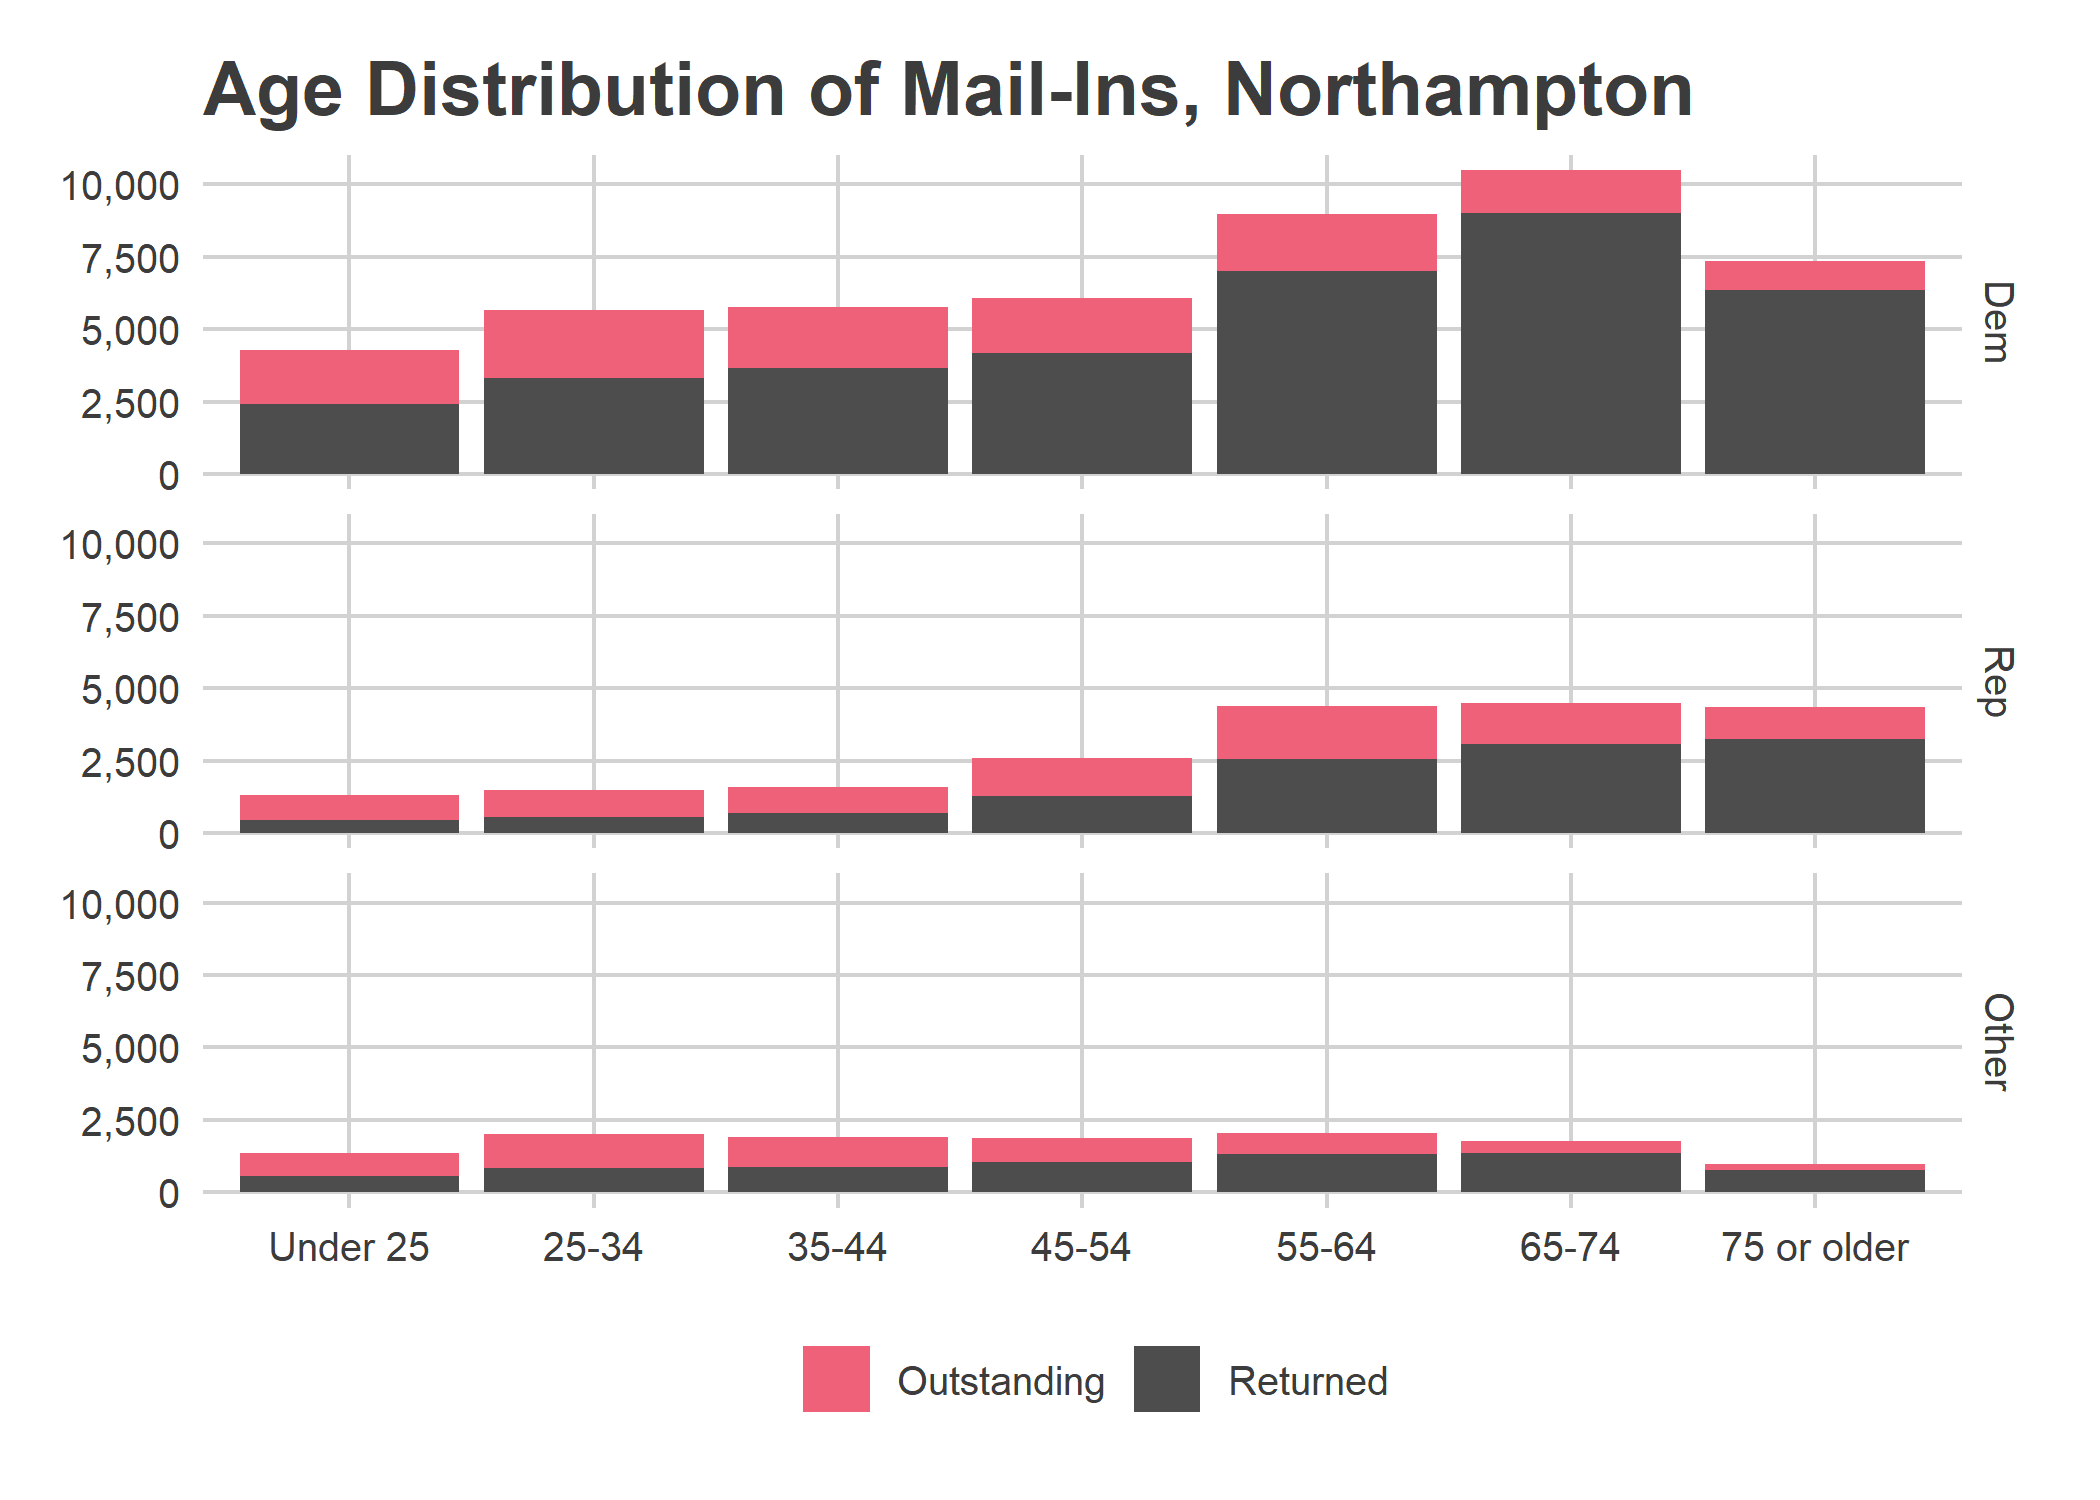 Age Distribution of Mail-Ins, Northampton
10,000
7,500
5,000
2,500
0
Dem
10,000
7,500
5,000
2,500
0
Rep
10,000
7,500
5,000
2,500
0
Other
Under 25 25-34 35-44 45-54 55-64 65-74 75 or older
Outstanding Returned